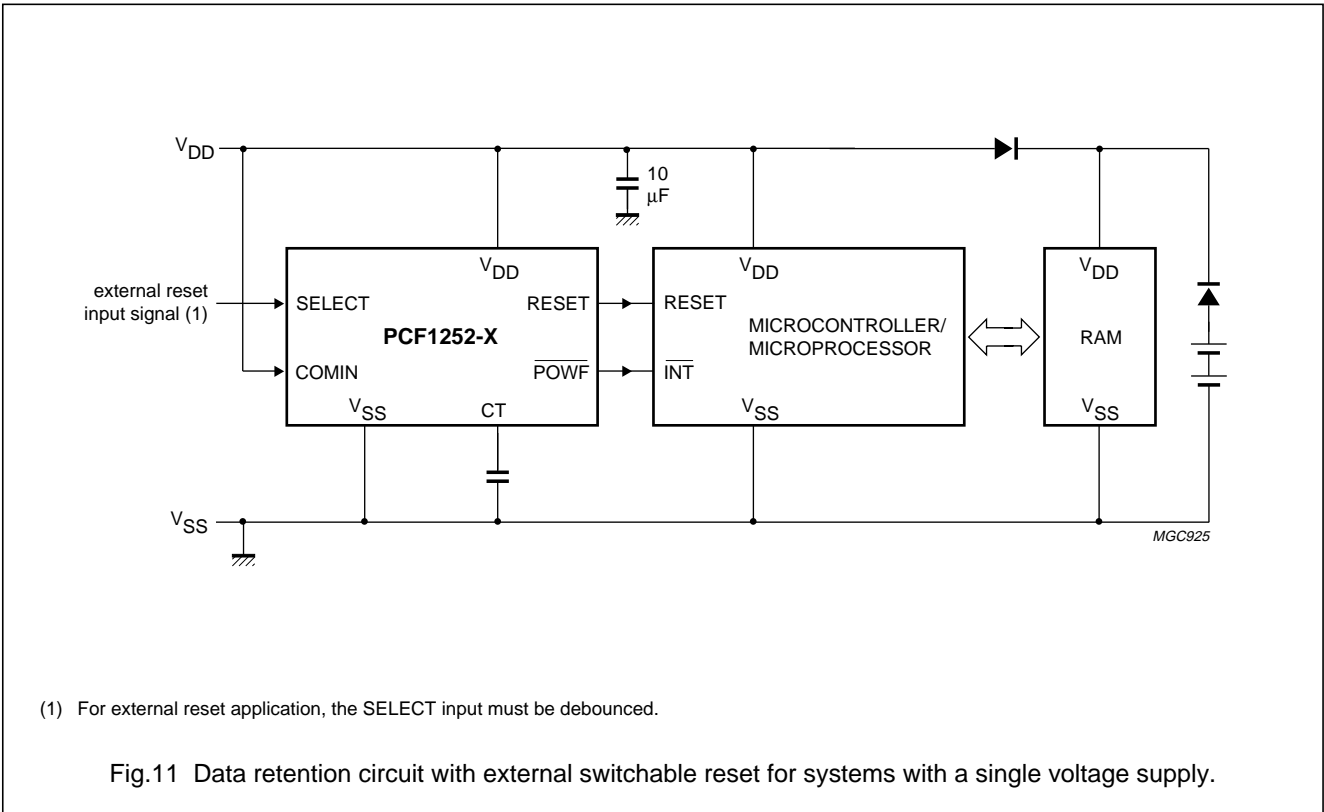 VDD
10
μF
VDD
VDD
VDD
external reset
input signal (1)
SELECT
RESET
RESET
MICROCONTROLLER/
MICROPROCESSOR
RAM
PCF1252-X
COMIN
POWF
INT
VSS
CT
VSS
VSS
VSS
MGC925
(1) For external reset application, the SELECT input must be debounced.
Fig.11 Data retention circuit with external switchable reset for systems with a single voltage supply.